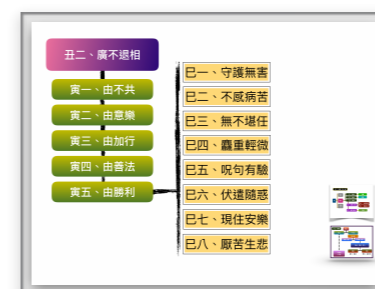 丑二、廣不退相
寅一、由不共
寅二、由意樂
寅三、由加行
寅四、由善法
寅五、由勝利
巳一、守護無害
巳二、不感病苦
巳三、無不堪任
巳四、麤重輕微
巳五、呪句有驗
巳六、伏遣隨惑
巳七、現住安樂
巳八、厭苦生悲